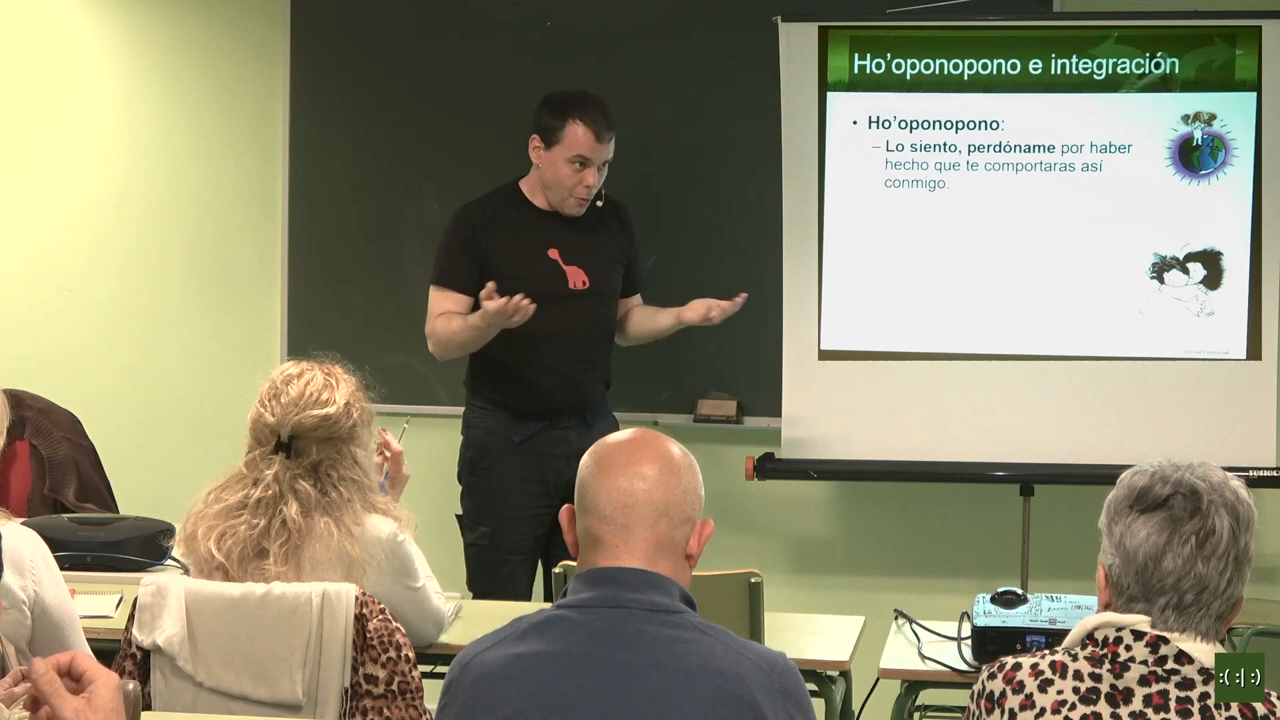 Ho'oponopono e integración
• Ho'oponopono:
– Lo siento, perdóname por haber
hecho que te comportaras así
conmigo.
:( :| :)